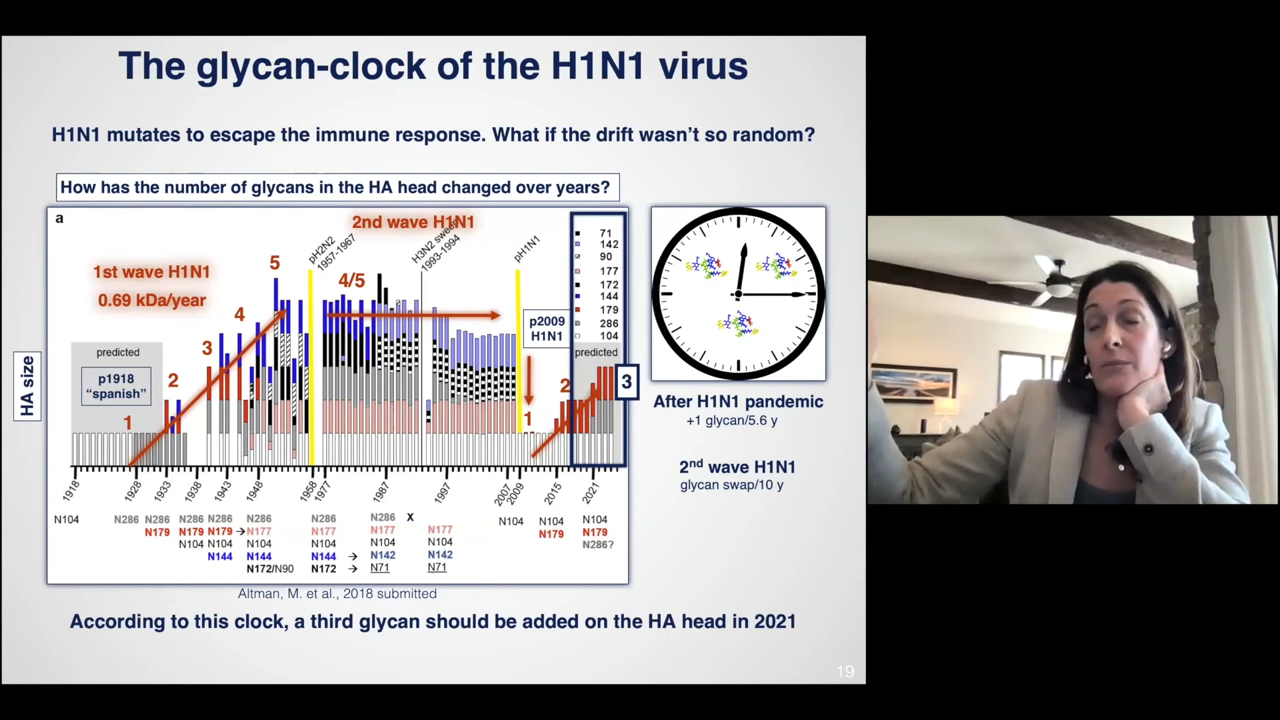 The glycan-clock of the H1N1 virus
H1N1 mutates to escape the immune response. What if the drift wasn't so random?
How has the number of glycans in the HA head changed over years?
a
2nd wave H1N1
1st wave H1N1
0.69 kDa/year
pH2N2
1957-1967
H3N2
1993-1994
pH1N1
71
142
90
177
172
144
179
286
104
predicted
5
4/5
4
3
2
1
predicted
p1918
"spanish"
p2009
H1N1
1
2
3
HA size
1918
1928
1933
1938
1943
1948
1958
1977
1987
1997
2007
2009
2015
2021
N104 N286 N286 N286 N286 N286 N286 N286 X N104 N104 N104
N179 N179 N179 → N177 N177 N177 N177 N179 N179
N104 N104 N104 N104 N104 N104 N286?
N144 N144 N144 → N142 N142
N172/N90 N172 → N71 N71
Altman, M. et al., 2018 submitted
After H1N1 pandemic
+1 glycan/5.6 y
2nd wave H1N1
glycan swap/10 y
According to this clock, a third glycan should be added on the HA head in 2021
19